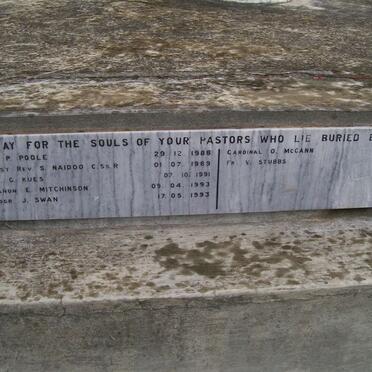 AY FOR THE SOULS OF YOUR PASTORS WHO LIE BURIED
P POOLE 29. 12. 1988 CARDINAL O. McCANN
ST REV S. NAIDOO C.Ss.R 01. 07. 1989 FR V. STUBBS
G. KUES 07. 10. 1991
ANON E. MITCHINSON 09. 04. 1993
SGR J. SWAN 17. 05. 1993